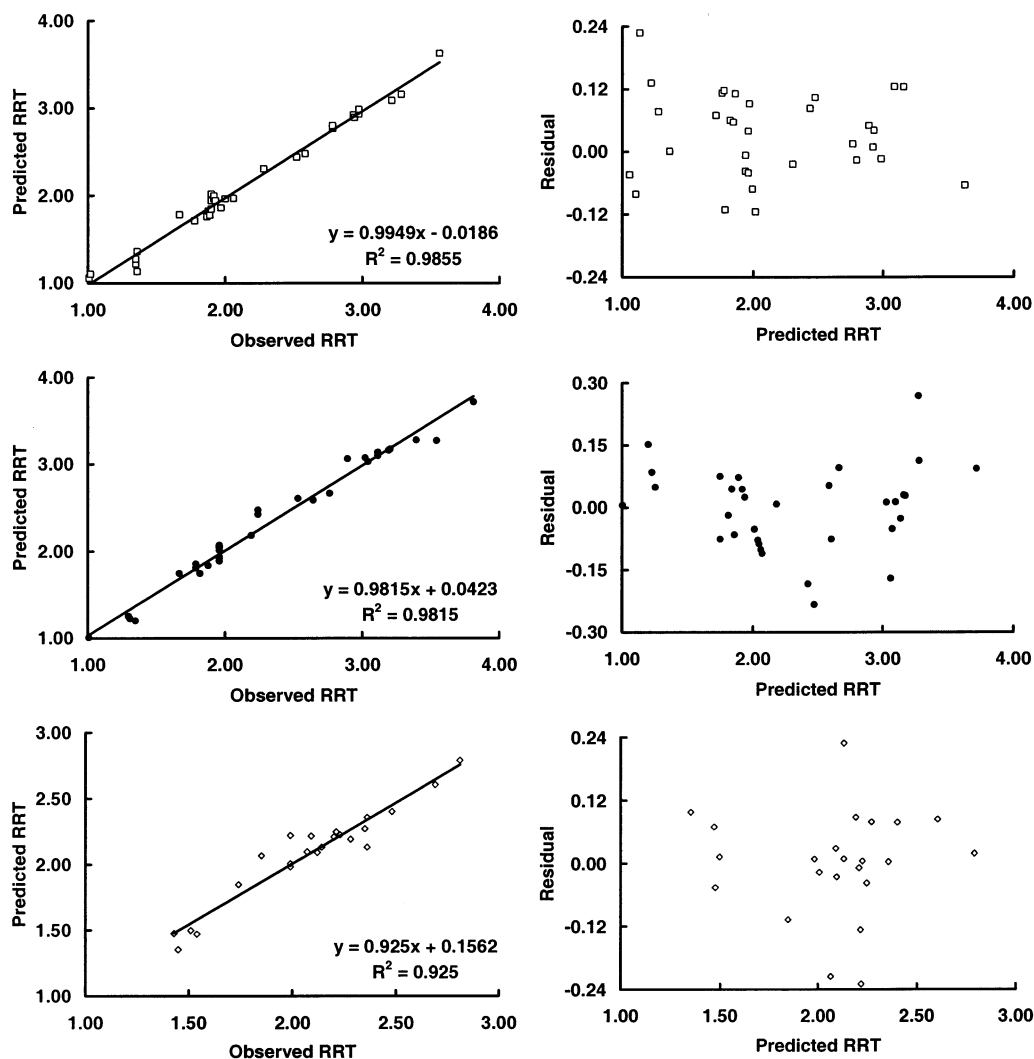 4.00
3.00
2.00
1.00
Predicted RRT
y = 0.9949x - 0.0186
R² = 0.9855
1.00 2.00 3.00 4.00
Observed RRT
0.24
0.12
0.00
-0.12
-0.24
Residual
1.00 2.00 3.00 4.00
Predicted RRT
4.00
3.00
2.00
1.00
Predicted RRT
y = 0.9815x + 0.0423
R² = 0.9815
1.00 2.00 3.00 4.00
Observed RRT
0.30
0.15
0.00
-0.15
-0.30
Residual
1.00 2.00 3.00 4.00
Predicted RRT
3.00
2.50
2.00
1.50
1.00
Predicted RRT
y = 0.925x + 0.1562
R² = 0.925
1.00 1.50 2.00 2.50 3.00
Observed RRT
0.24
0.12
0.00
-0.12
-0.24
Residual
1.00 1.50 2.00 2.50 3.00
Predicted RRT